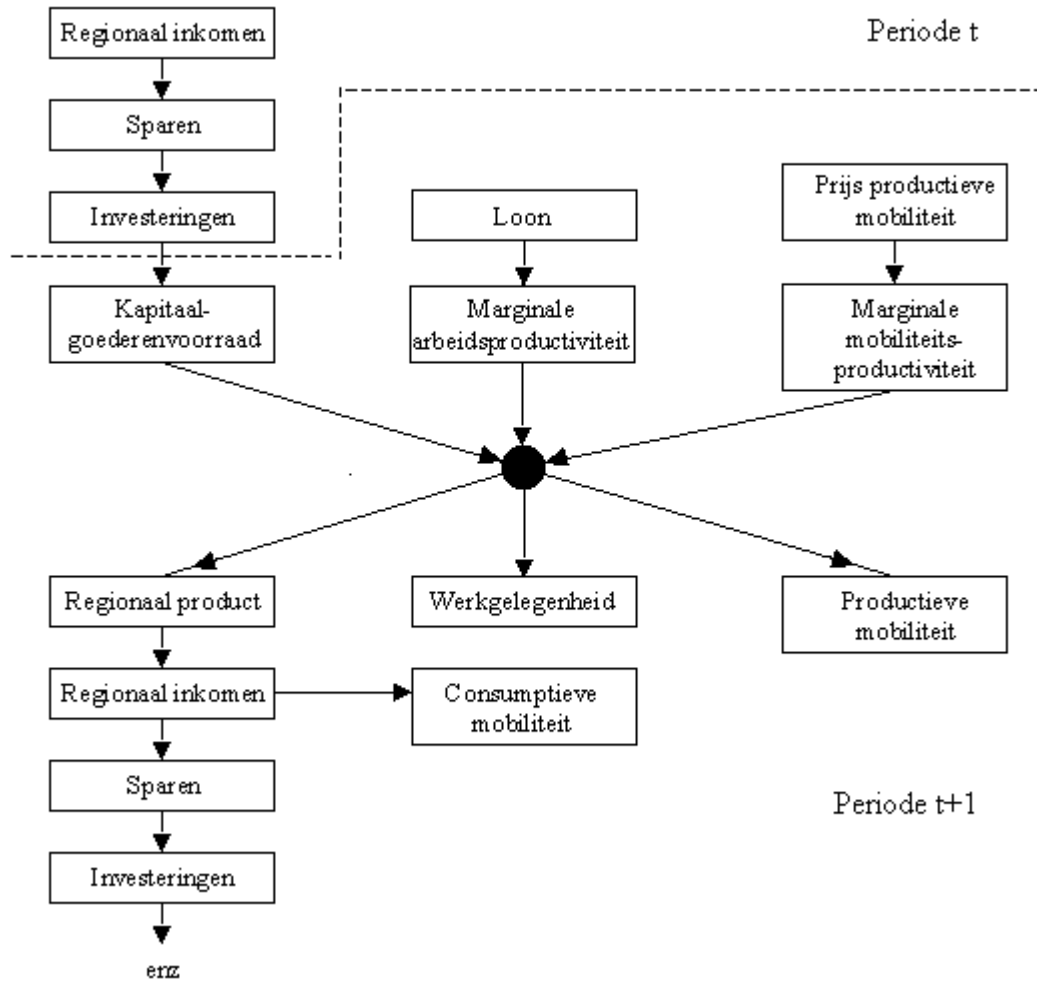 Regionaal inkomen
Periode t
Sparen
Investeringen
Loon
Prijs productieve
mobiliteit
Kapitaal-
goederenvoorraad
Marginale
arbeidsproductiviteit
Marginale
mobiliteits-
productiviteit
Regionaal product
Werkgelegenheid
Productieve
mobiliteit
Regionaal inkomen
Consumptieve
mobiliteit
Sparen
Periode t+1
Investeringen
enz